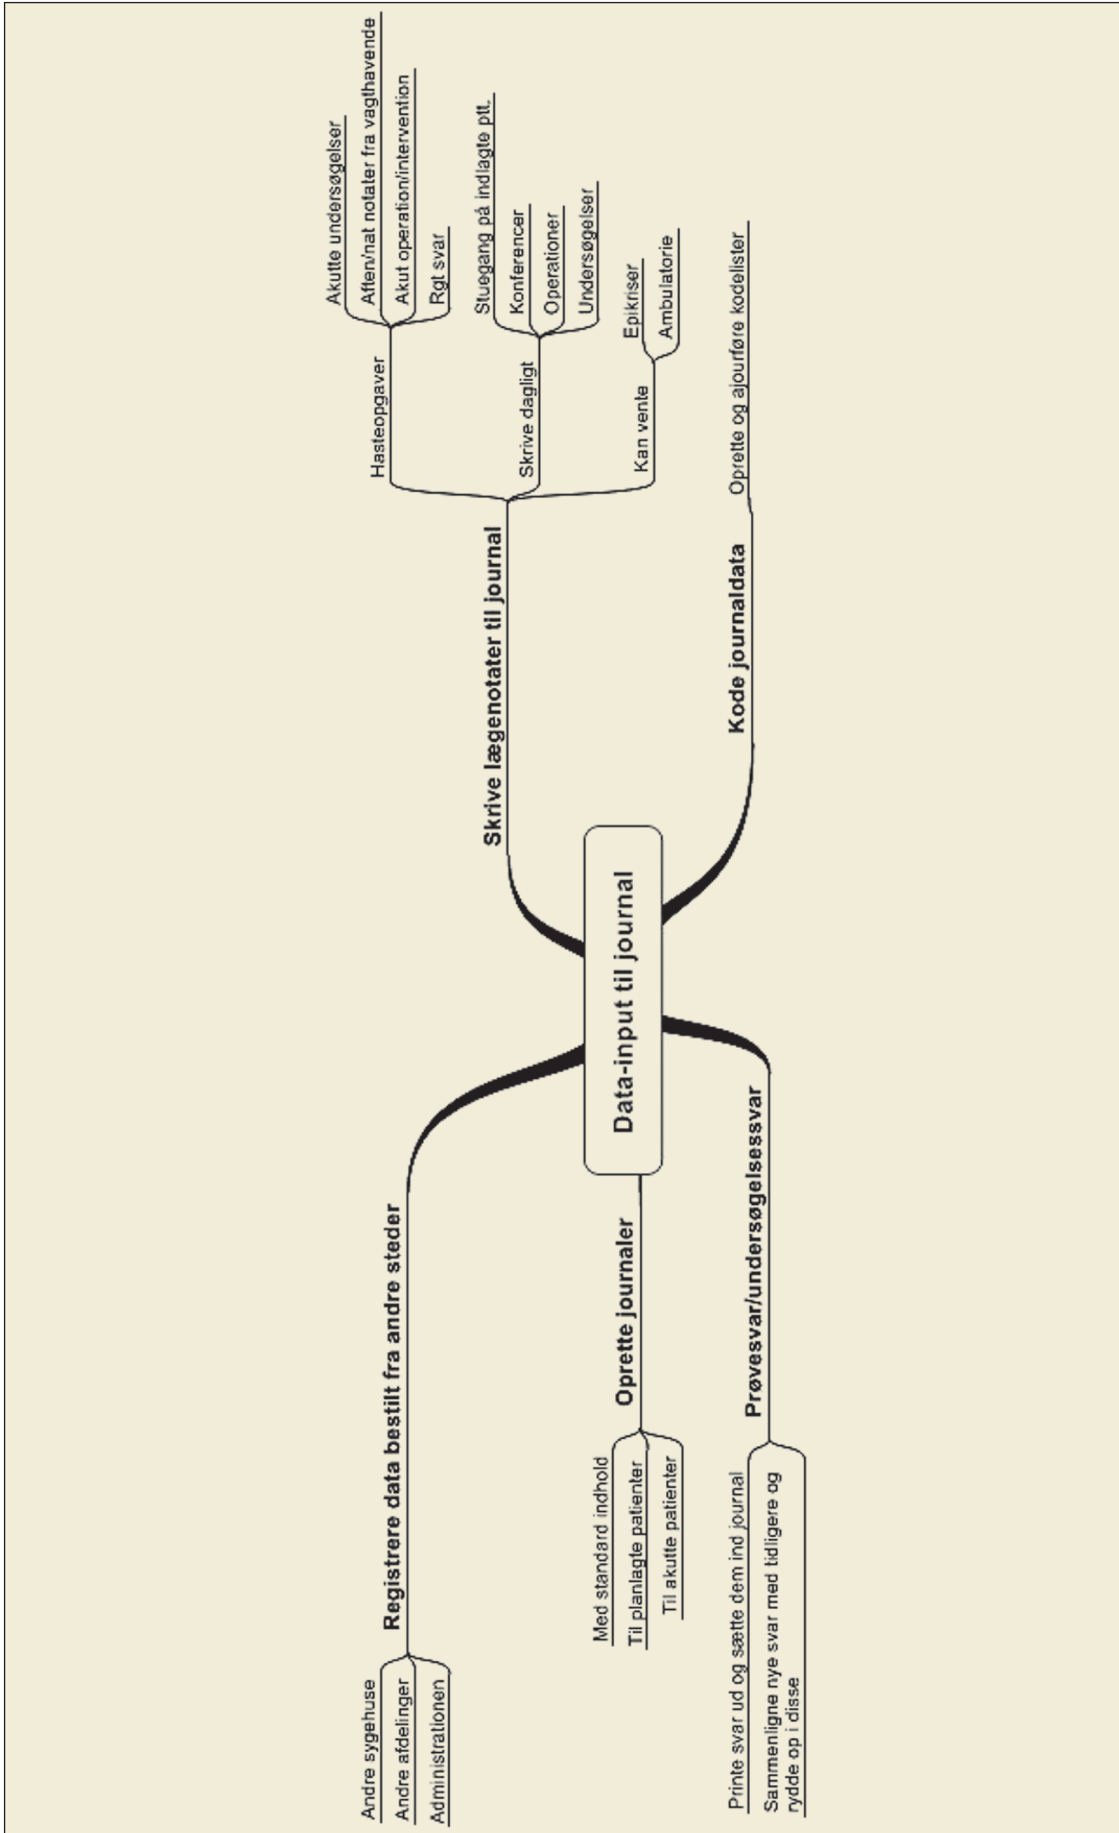 Data-input til journal
Registrere data bestilt fra andre steder
Andre sygehuse
Andre afdelinger
Administrationen
Oprette journaler
Med standard indhold
Til planlagte patienter
Til akutte patienter
Prøvesvar/undersøgelsessvar
Printe svar ud og sætte dem ind journal
Sammenligne nye svar med tidligere og
rydde op i disse
Skrive lægenotater til journal
Hasteopgaver
Akutte undersøgelser
Aften/nat notater fra vagthavende
Akut operation/intervention
Rgt svar
Skrive dagligt
Stuegang på indlagte ptt.
Konferencer
Operationer
Undersøgelser
Kan vente
Epikriser
Ambulatorie
Kode journaldata
Oprette og ajourføre kodelister